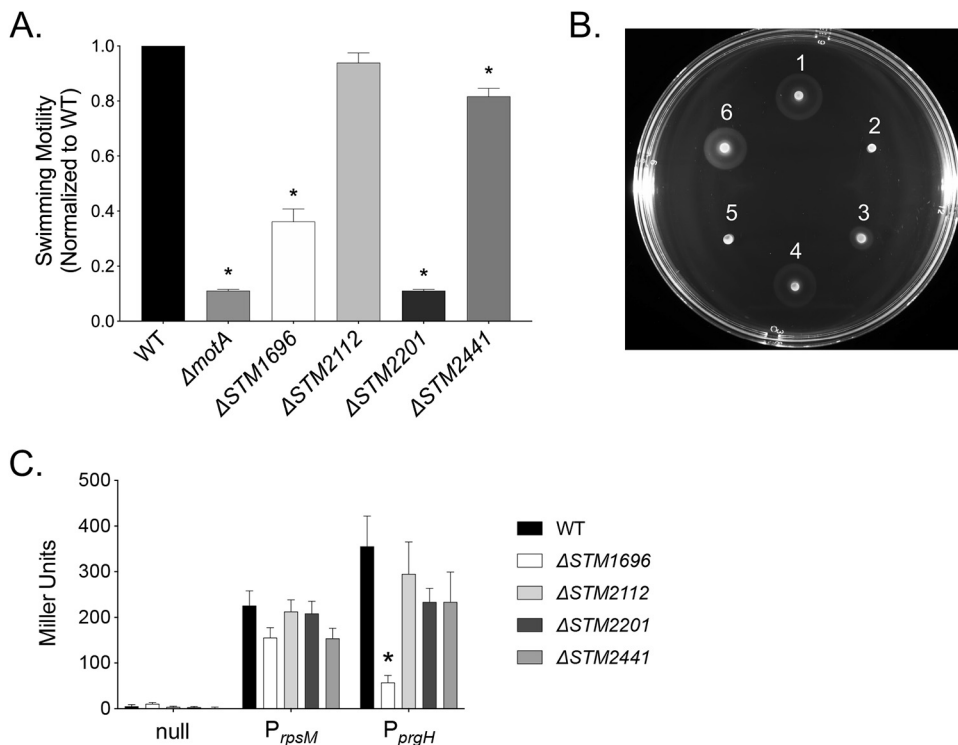 A.
Swimming Motility
(Normalized to WT)
1.0
0.8
0.6
0.4
0.2
0.0
*
*
*
*
WT
ΔmotA
ΔSTM1696
ΔSTM2112
ΔSTM2201
ΔSTM2441
B.
1
2
3
4
5
6
C.
Miller Units
500
400
300
200
100
0
*
null
PrpsM
PprgH
WT
ΔSTM1696
ΔSTM2112
ΔSTM2201
ΔSTM2441